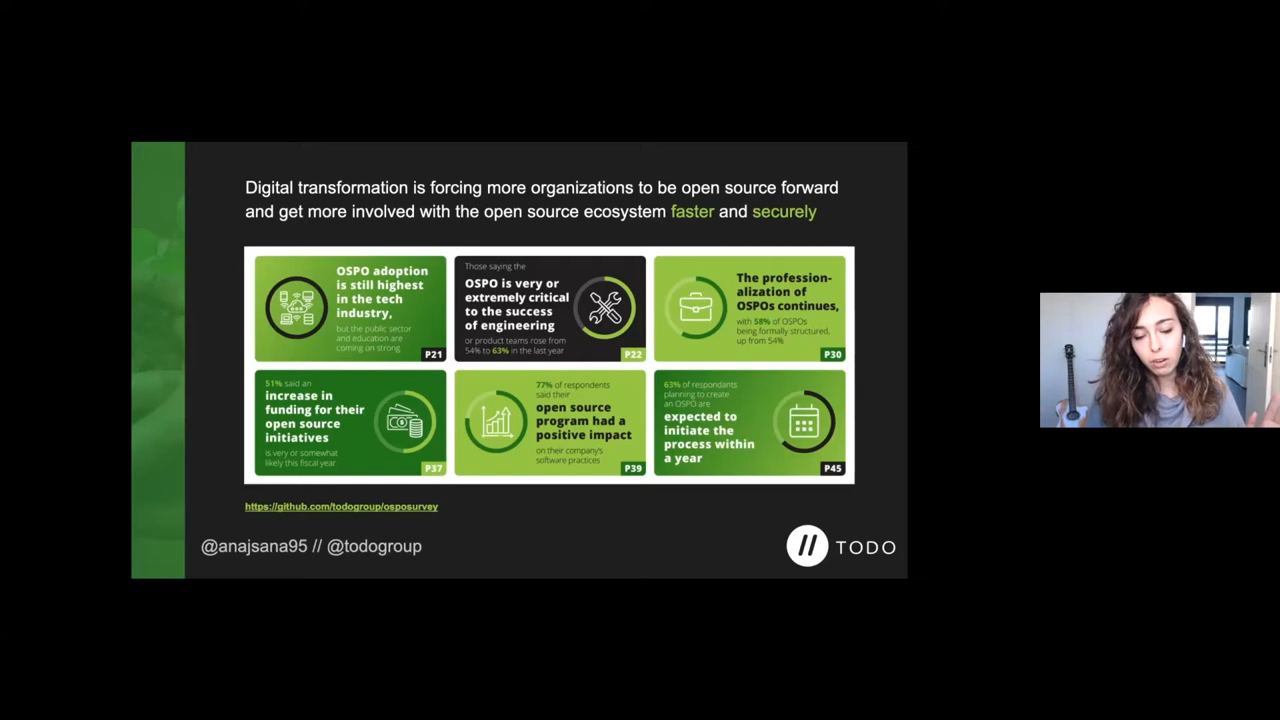 Digital transformation is forcing more organizations to be open source forward
and get more involved with the open source ecosystem faster and securely
OSPO adoption
is still highest
in the tech
industry,
but the public sector
and education are
coming on strong
P21
Those saying the
OSPO is very or
extremely critical
to the success
of engineering
or product teams rose from
54% to 63% in the last year
P22
The profession-
alization of
OSPOs continues,
with 58% of OSPOs
being formally structured,
up from 54%
P30
51% said an
increase in
funding for their
open source
initiatives
is very or somewhat
likely this fiscal year
P37
77% of respondents
said their
open source
program had a
positive impact
on their company's
software practices
P39
63% of respondants
planning to create
an OSPO are
expected to
initiate the
process within
a year
P45
https://github.com/todogroup/osposurvey
@anajsana95 // @todogroup
// TODO